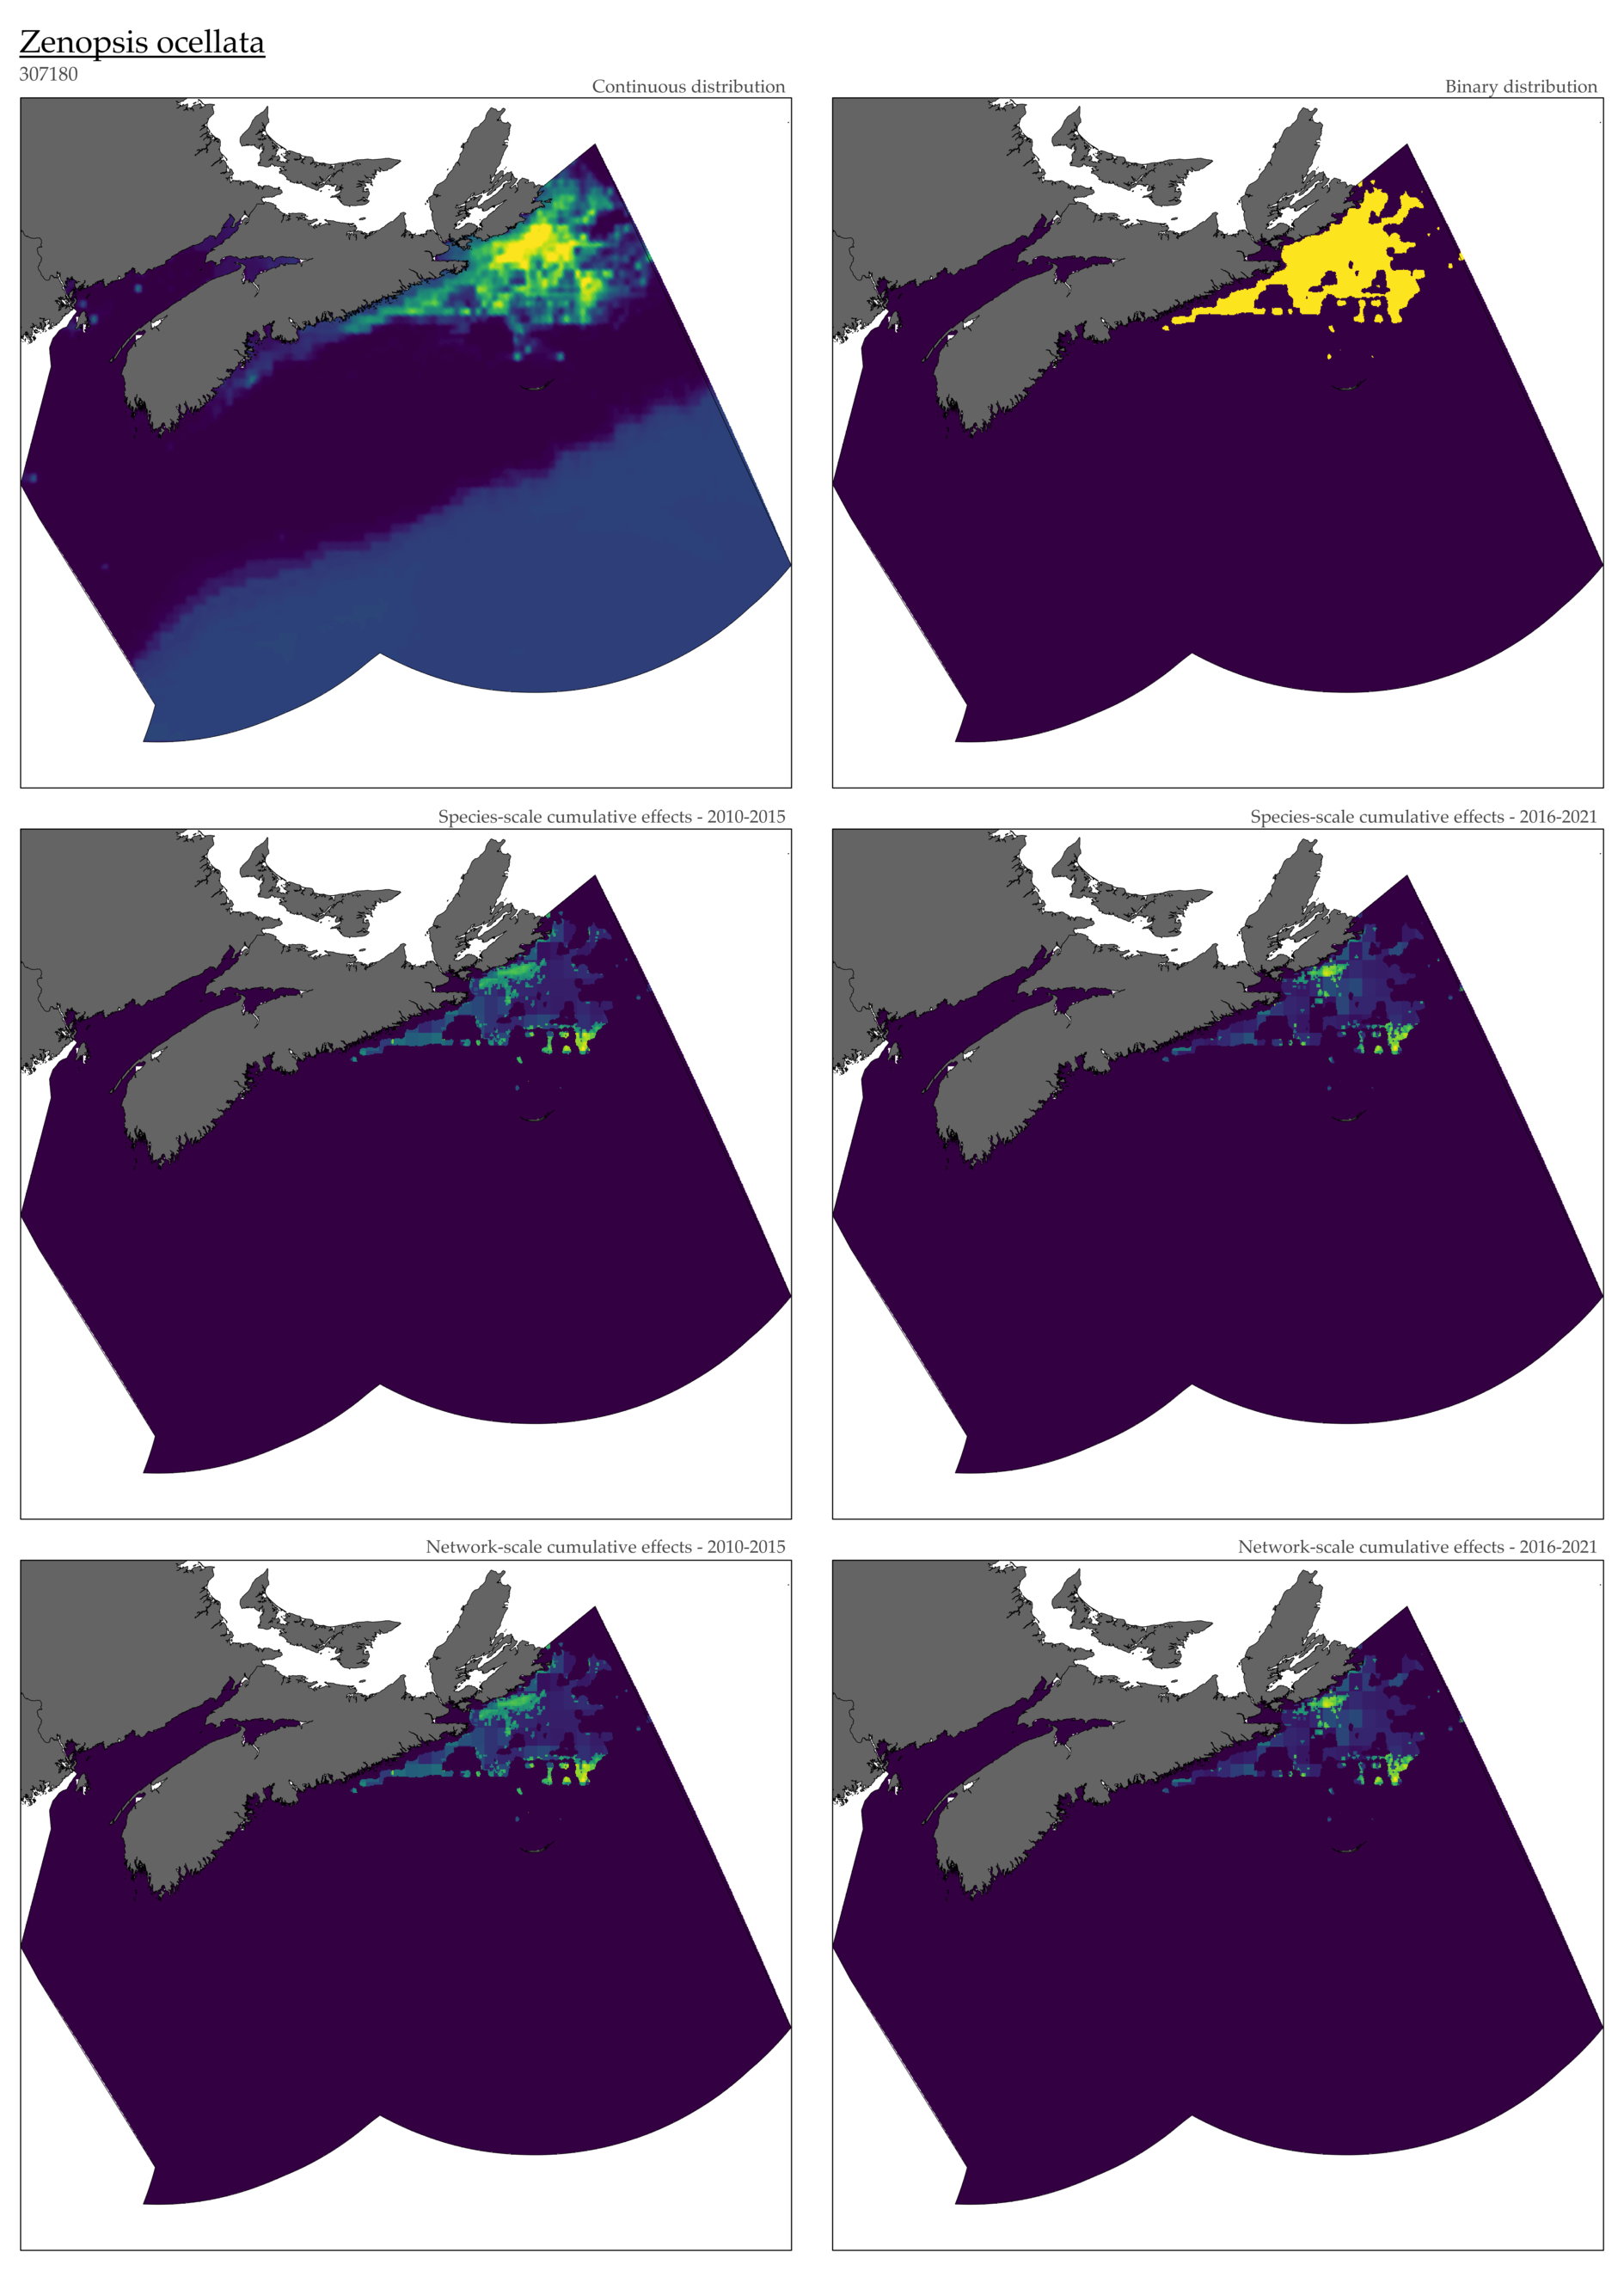 Zenopsis ocellata
307180
Continuous distribution
Binary distribution
Species-scale cumulative effects - 2010-2015
Species-scale cumulative effects - 2016-2021
Network-scale cumulative effects - 2010-2015
Network-scale cumulative effects - 2016-2021